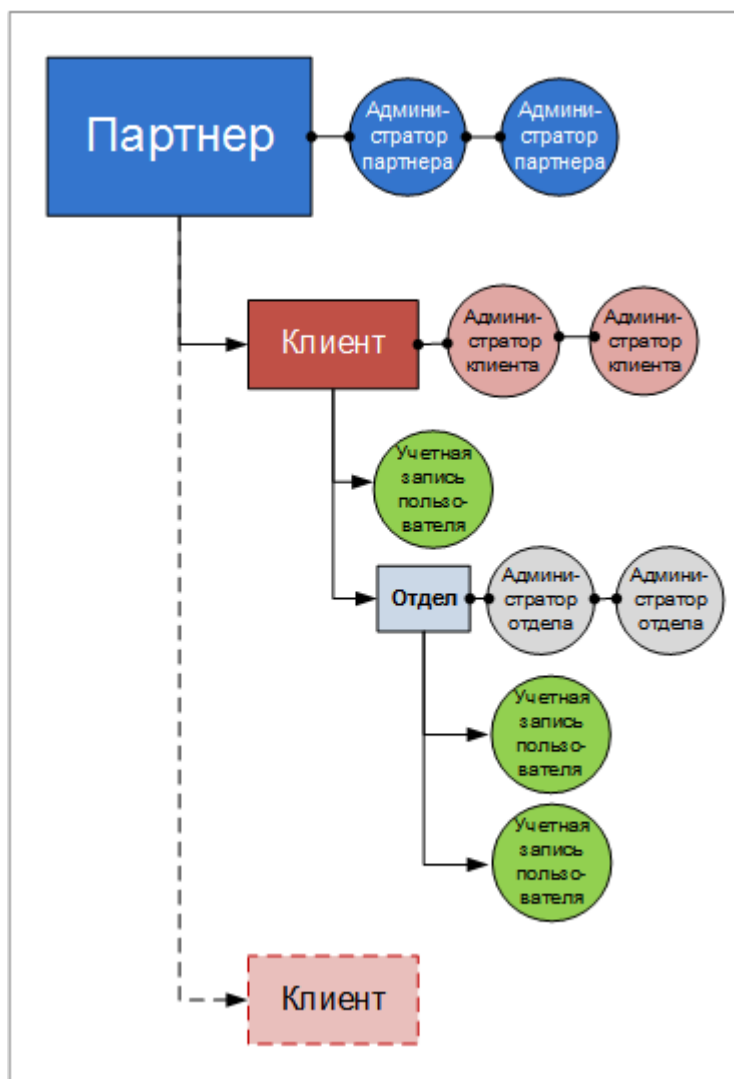 Партнер
Админи-
стратор
партнера
Админи-
стратор
партнера
Клиент
Админи-
стратор
клиента
Админи-
стратор
клиента
Учетная
запись
пользо-
вателя
Отдел
Админи-
стратор
отдела
Админи-
стратор
отдела
Учетная
запись
пользо-
вателя
Учетная
запись
пользо-
вателя
Клиент